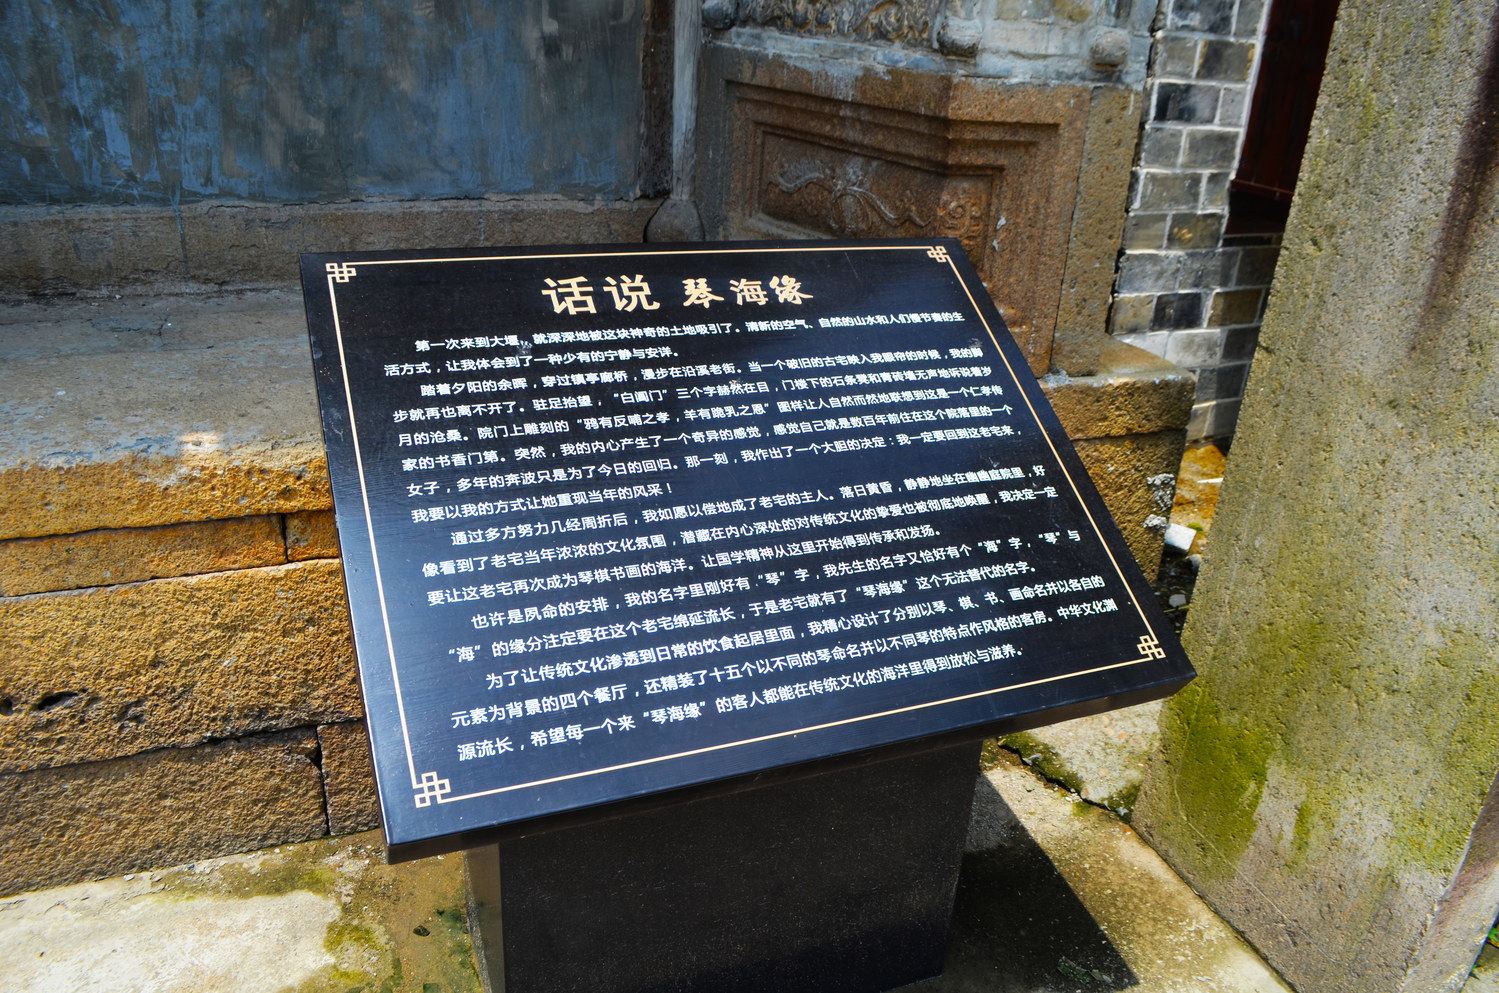 话说 琴海缘
第一次来到大堰，就深深地被这块神奇的土地吸引了。清新的空气、自然的山水和人们慢节奏的生
活方式，让我体会到了一种少有的宁静与安详。
踏着夕阳的余晖，穿过镇亭廊桥，漫步在沿溪老街。当一个破旧的古宅映入我眼帘的时候，我的脚
步就再也离不开了。驻足抬望，“白阊门”三个字赫然在目，门楼下的石条凳和青砖墙无声地诉说着岁
月的沧桑。院门上雕刻的“鸦有反哺之孝，羊有跪乳之恩”图样让人自然而然地联想到这是一个仁孝传
家的书香门第。突然，我的内心产生了一个奇异的感觉，感觉自己就是数百年前住在这个院落里的一个
女子，多年的奔波只是为了今日的回归。那一刻，我作出了一个大胆的决定：我一定要回到这老宅来，
我要以我的方式让她重现当年的风采！
通过多方努力几经周折后，我如愿以偿地成了老宅的主人。落日黄昏，静静地坐在幽幽庭院里，好
像看到了老宅当年浓浓的文化氛围，潜藏在内心深处的对传统文化的挚爱也被彻底地唤醒，我决定一定
要让这老宅再次成为琴棋书画的海洋。让国学精神从这里开始得到传承和发扬。
也许是夙命的安排，我的名字里刚好有“琴”字，我先生的名字又恰好有个“海”字，“琴”与
“海”的缘分注定要在这个老宅绵延流长，于是老宅就有了“琴海缘”这个无法替代的名字。
为了让传统文化渗透到日常的饮食起居里面，我精心设计了分别以琴、棋、书、画命名并以各自的
元素为背景的四个餐厅，还精装了十五个以不同的琴命名并以不同琴的特点作风格的客房。中华文化渊
源流长，希望每一个来“琴海缘”的客人都能在传统文化的海洋里得到放松与滋养。